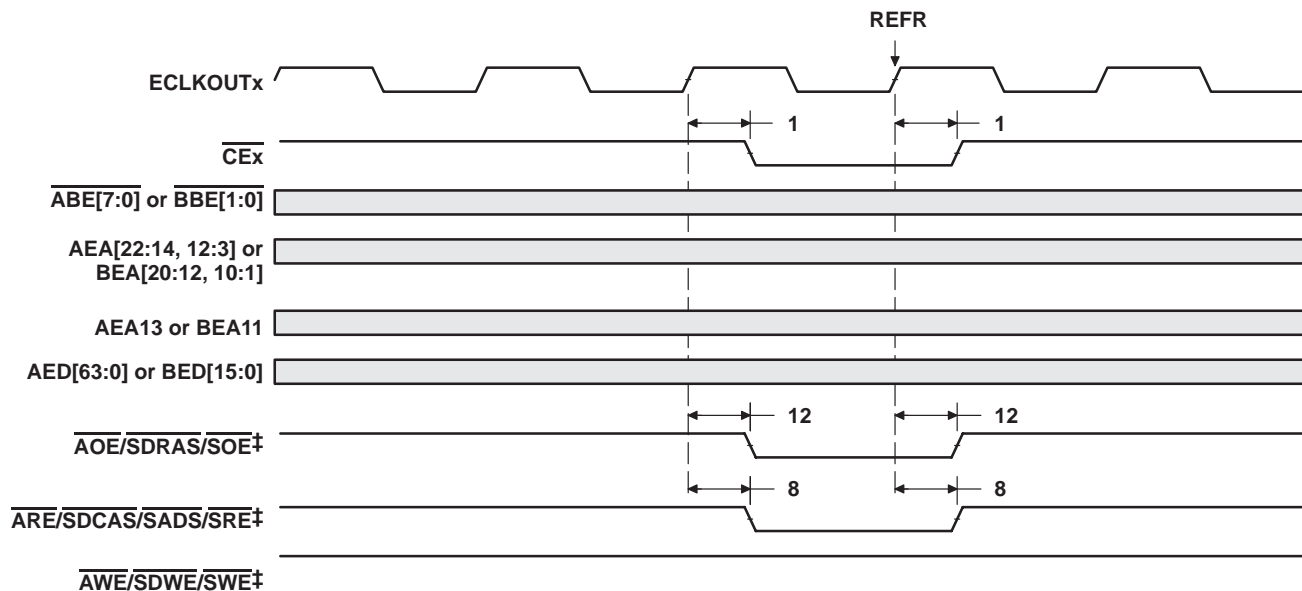 REFR
ECLKOUTx
1 1
CEx
ABE[7:0] or BBE[1:0]
AEA[22:14, 12:3] or
BEA[20:12, 10:1]
AEA13 or BEA11
AED[63:0] or BED[15:0]
12 12
AOE/SDRAS/SOE‡
8 8
ARE/SDCAS/SADS/SRE‡
AWE/SDWE/SWE‡